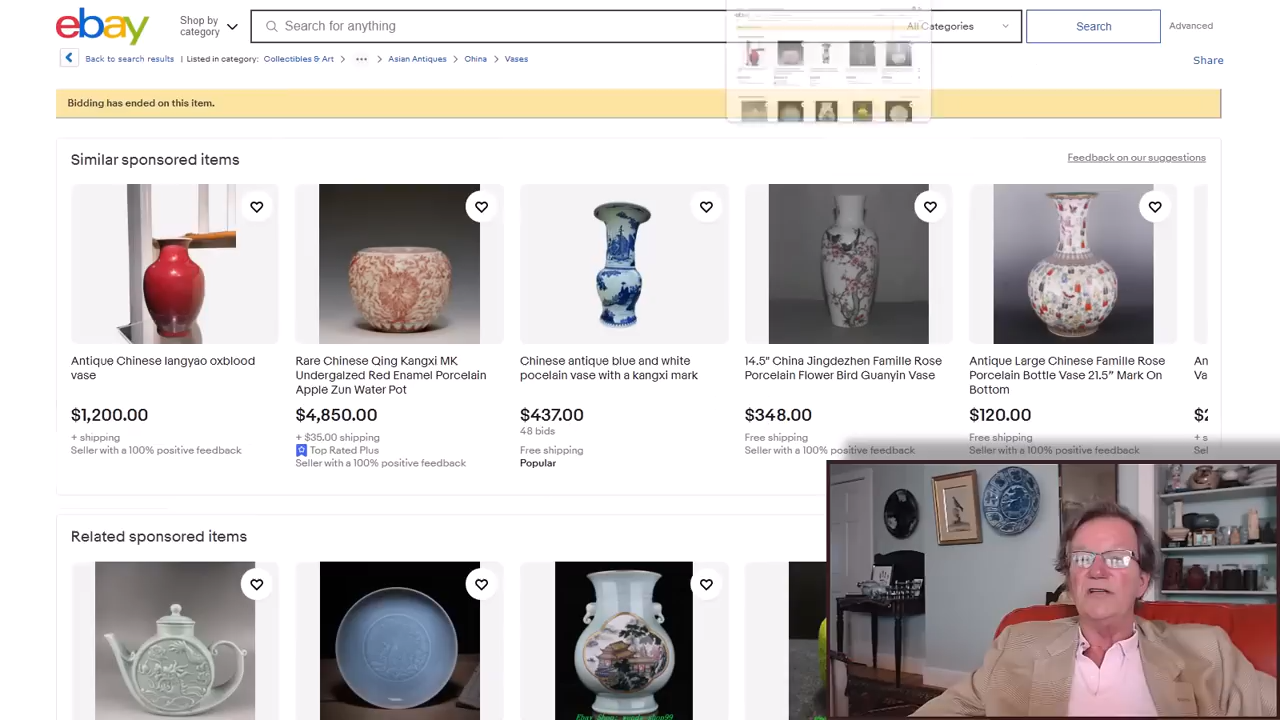 ebay
Shop by
category
Search for anything
All Categories
Search
Advanced
Back to search results | Listed in category: Collectibles & Art > ••• > Asian Antiques > China > Vases
Share
Bidding has ended on this item.
Similar sponsored items
Feedback on our suggestions
Antique Chinese langyao oxblood
vase
$1,200.00
+ shipping
Seller with a 100% positive feedback
Rare Chinese Qing Kangxi MK
Undergalzed Red Enamel Porcelain
Apple Zun Water Pot
$4,850.00
+ $35.00 shipping
Top Rated Plus
Seller with a 100% positive feedback
Chinese antique blue and white
pocelain vase with a kangxi mark
$437.00
48 bids
Free shipping
Popular
14.5" China Jingdezhen Famille Rose
Porcelain Flower Bird Guanyin Vase
$348.00
Free shipping
Seller with a 100% positive feedback
Antique Large Chinese Famille Rose
Porcelain Bottle Vase 21.5” Mark On
Bottom
$120.00
Free shipping
Seller with a 100% positive feedback
An
Va
$2
+ s
Sel
Related sponsored items